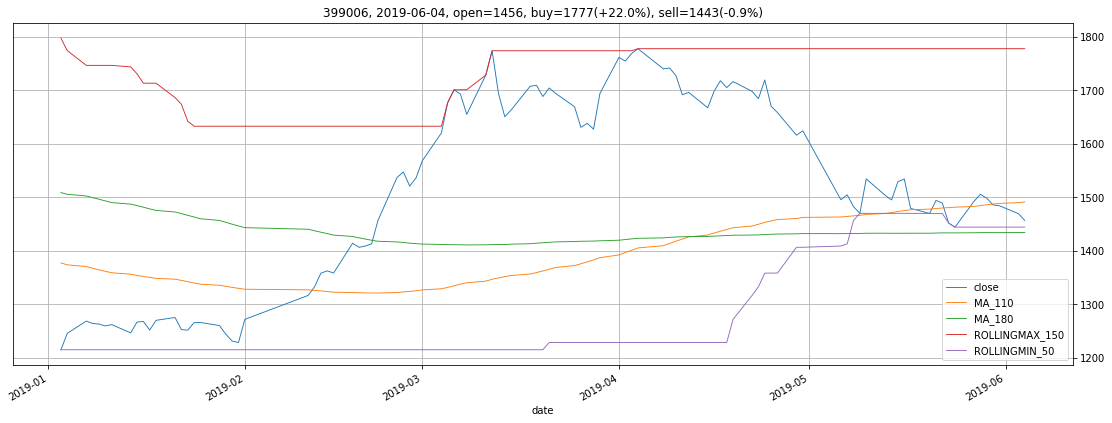 399006, 2019-06-04, open=1456, buy=1777(+22.0%), sell=1443(-0.9%)
1800
1700
1600
1500
1400
1300
1200
close
MA_110
MA_180
ROLLINGMAX_150
ROLLINGMIN_50
2019-01
2019-02
2019-03
2019-04
2019-05
2019-06
date